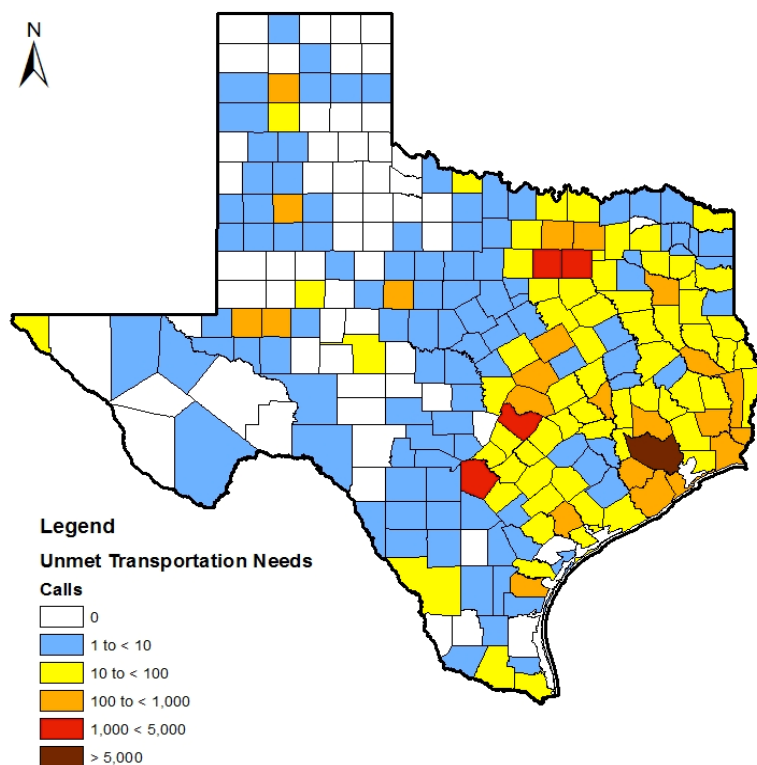 N
Legend
Unmet Transportation Needs
Calls
0
1 to < 10
10 to < 100
100 to < 1,000
1,000 < 5,000
> 5,000